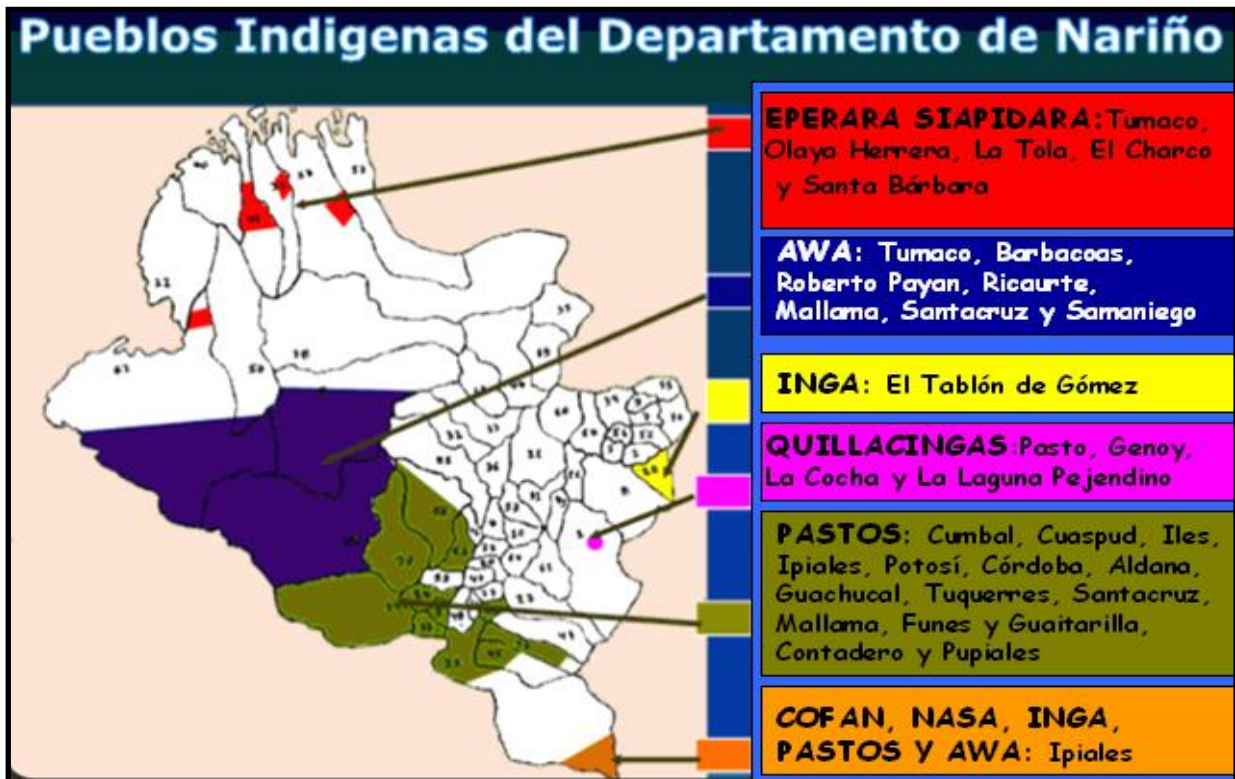 Pueblos Indigenas del Departamento de Nariño
EPERARA SIAPIDARA: Tumaco,
Olaya Herrera, La Tola, El Charco
y Santa Bárbara
AWA: Tumaco, Barbacoas,
Roberto Payan, Ricaurte,
Mallama, Santacruz y Samaniego
INGA: El Tablón de Gómez
QUILLACINGAS:Pasto, Genoy,
La Cocha y La Laguna Pejendino
PASTOS: Cumbal, Cuaspud, Iles,
Ipiales, Potosí, Córdoba, Aldana,
Guachucal, Tuquerres, Santacruz,
Mallama, Funes y Guaitarilla,
Contadero y Pupiales
COFAN, NASA, INGA,
PASTOS Y AWA: Ipiales